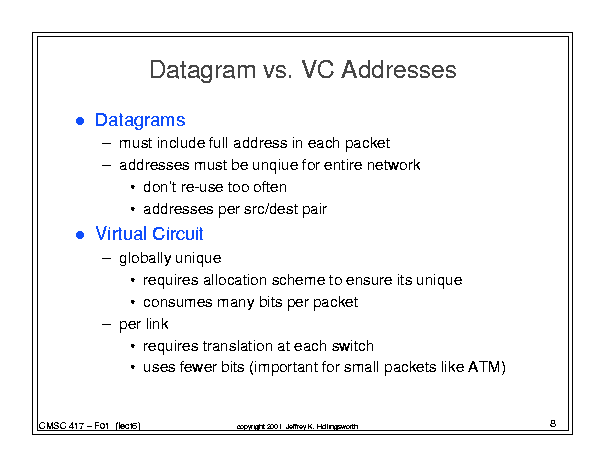 Datagram vs. VC Addresses
● Datagrams
– must include full address in each packet
– addresses must be unqiue for entire network
• don't re-use too often
• addresses per src/dest pair
● Virtual Circuit
– globally unique
• requires allocation scheme to ensure its unique
• consumes many bits per packet
– per link
• requires translation at each switch
• uses fewer bits (important for small packets like ATM)
CMSC 417 – F01 (lect6)
copyright 2001 Jeffrey K. Hollingsworth
8